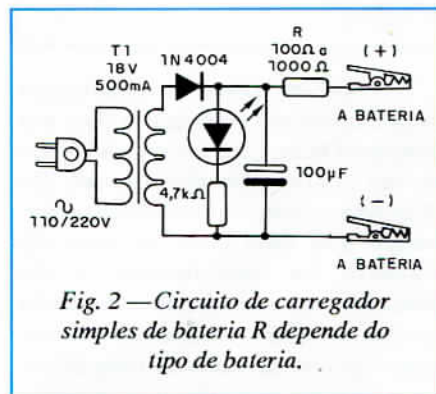 T1
18V
500mA
1N4004
R
100Ω a
1000Ω
(+)
A BATERIA
4,7kΩ
100μF
110/220V
(−)
A BATERIA
Fig. 2 — Circuito de carregador
simples de bateria R depende do
tipo de bateria.